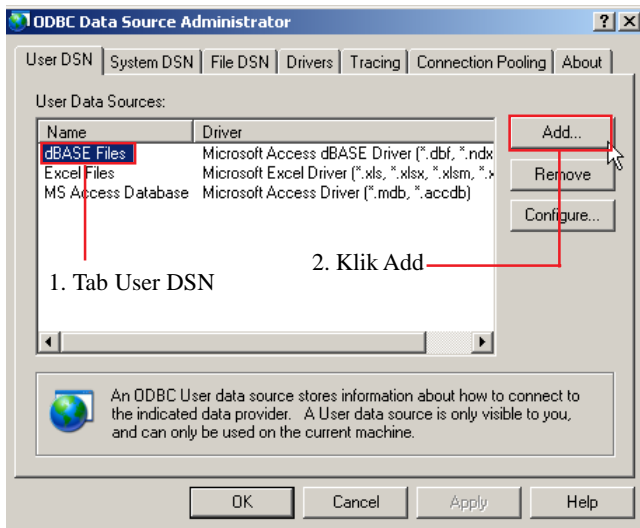 ODBC Data Source Administrator
User DSN System DSN File DSN Drivers Tracing Connection Pooling About
User Data Sources:
Name Driver
dBASE Files Microsoft Access dBASE Driver (*.dbf, *.ndx
Excel Files Microsoft Excel Driver (*.xls, *.xlsx, *.xlsm, *.x
MS Access Database Microsoft Access Driver (*.mdb, *.accdb)
Add...
Remove
Configure...
2. Klik Add
1. Tab User DSN
An ODBC User data source stores information about how to connect to
the indicated data provider. A User data source is only visible to you,
and can only be used on the current machine.
OK Cancel Apply Help